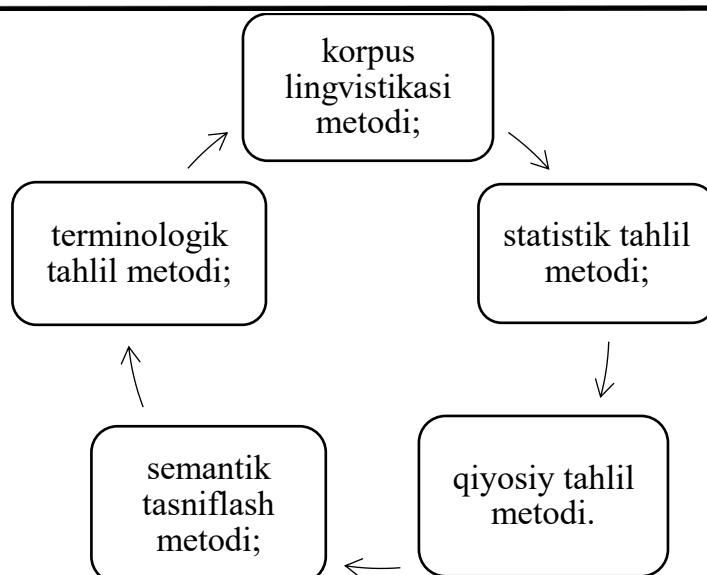 korpus
lingvistikasi
metodi;
statistik tahlil
metodi;
qiyosiy tahlil
metodi.
semantik
tasniflash
metodi;
terminologik
tahlil metodi;